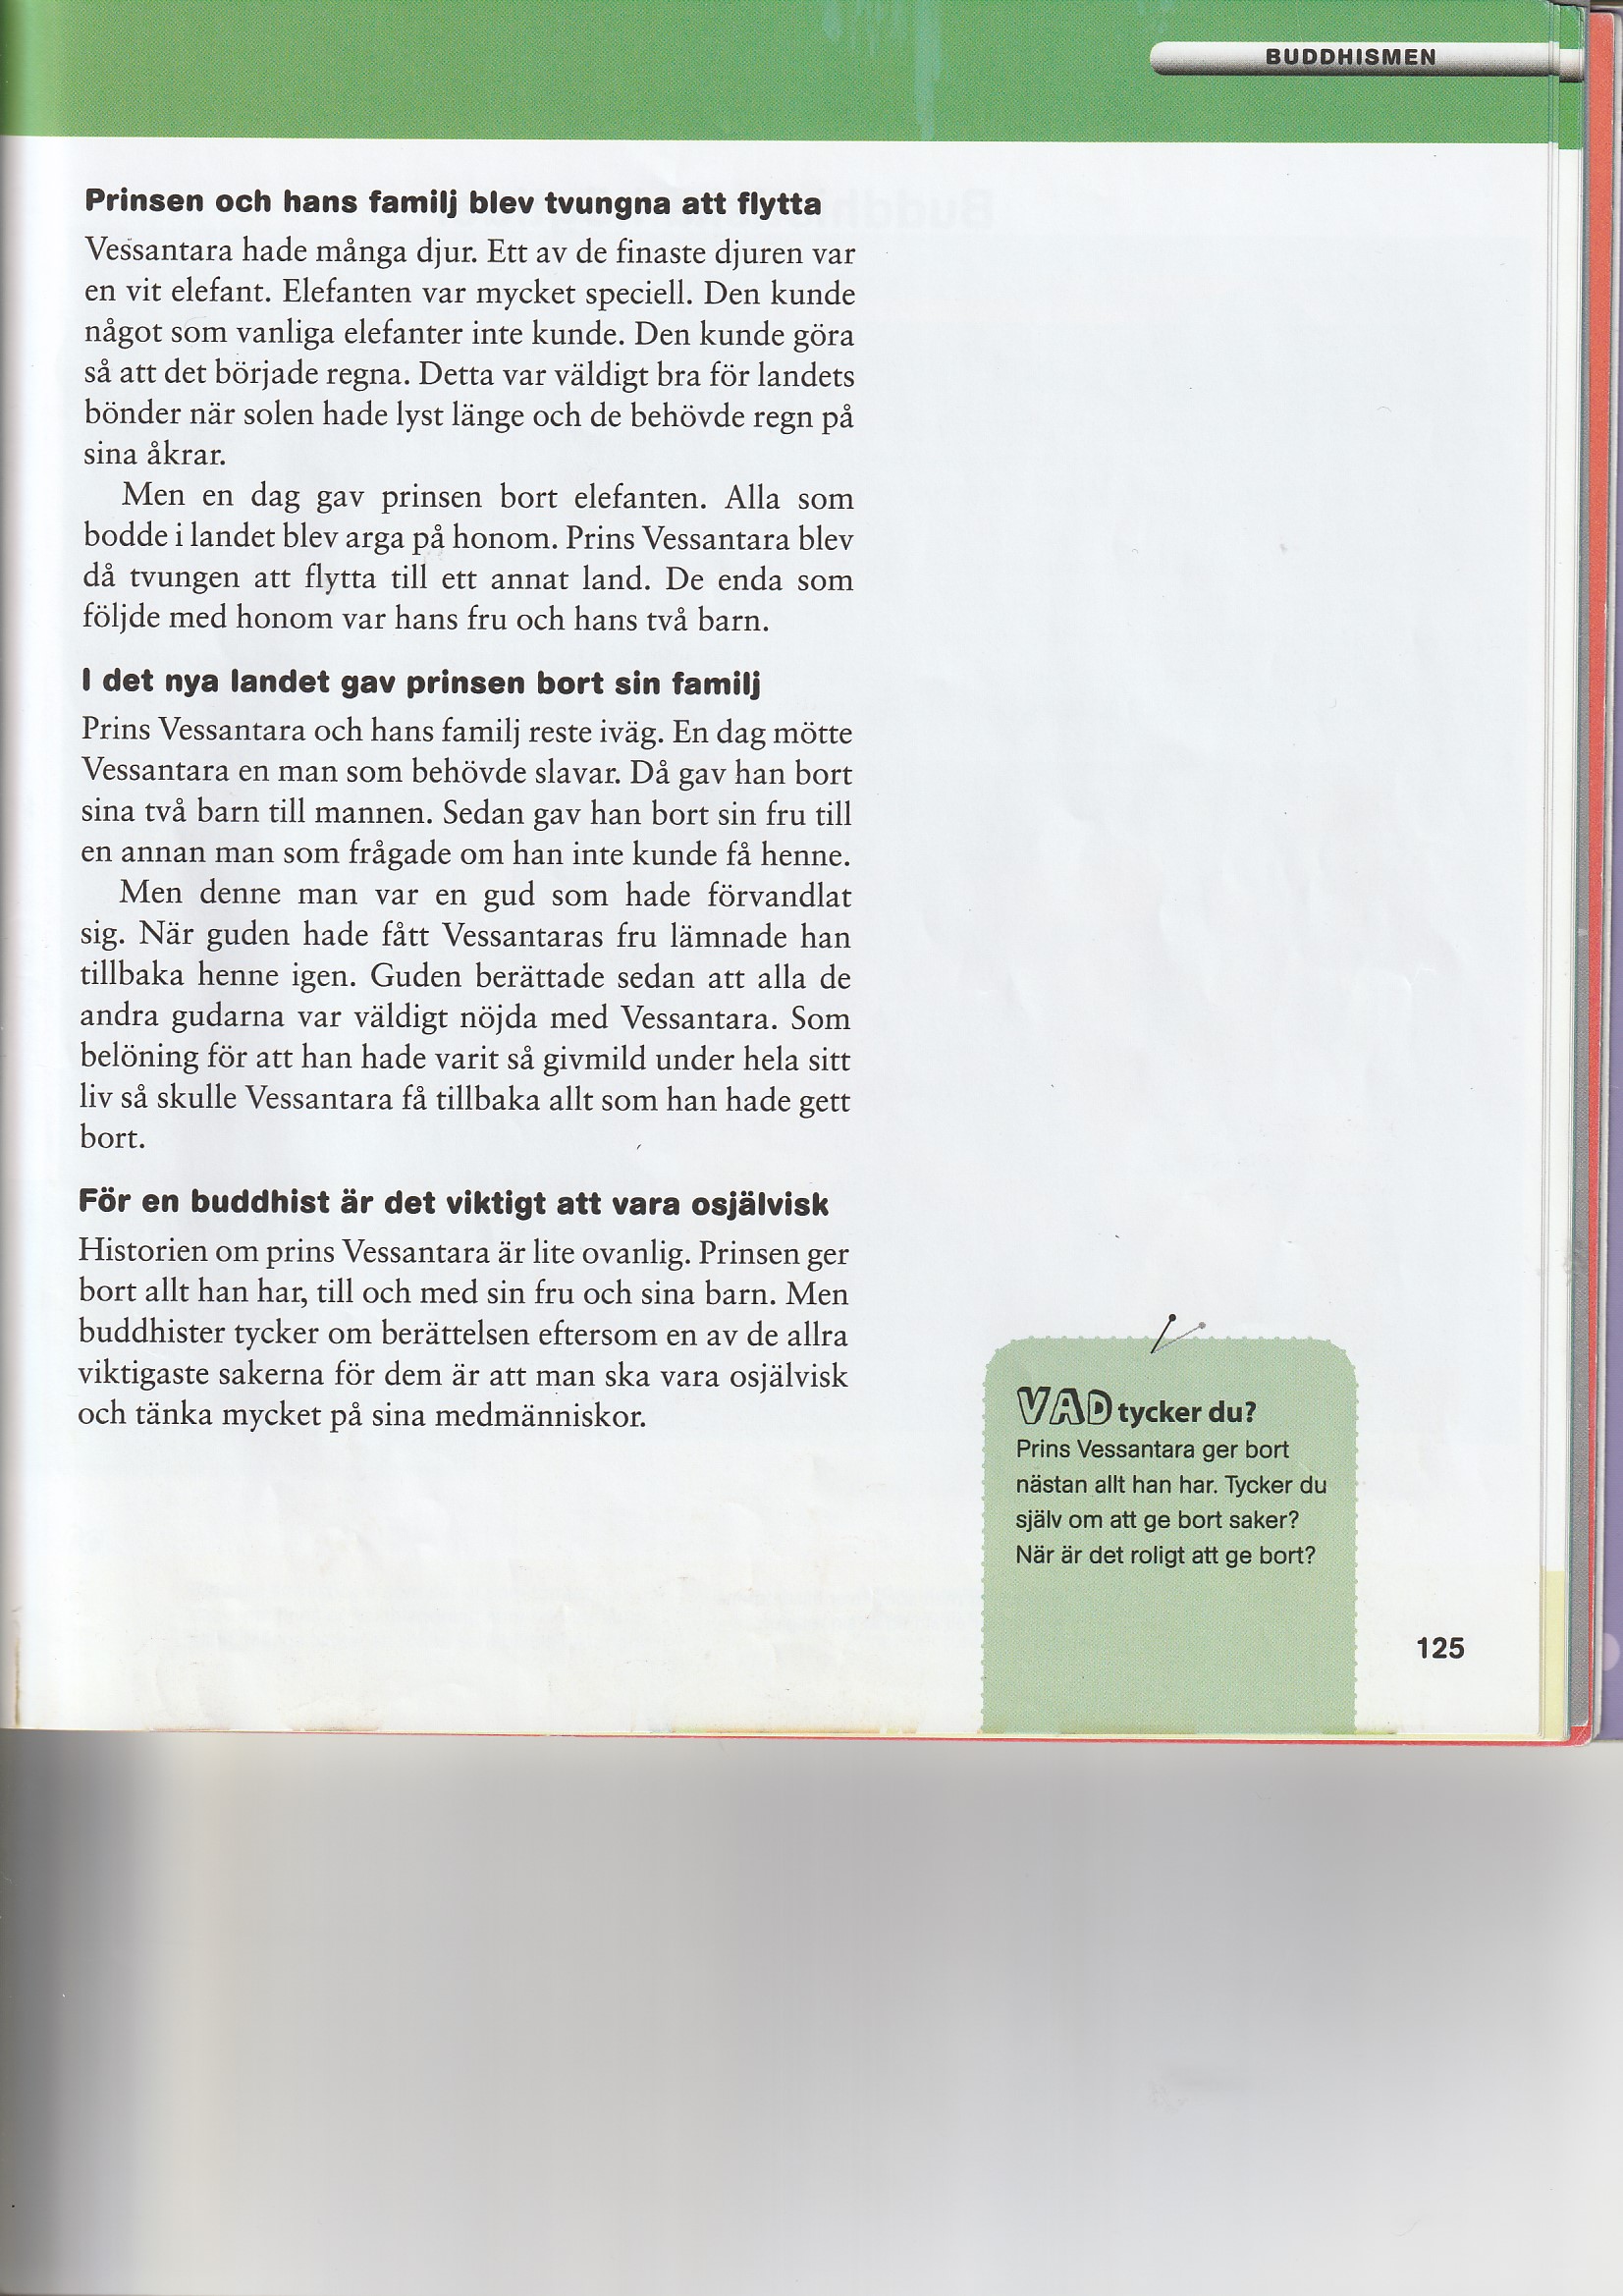 BUDDHISMEN
Prinsen och hans familj blev tvungna att flytta
Vessantara hade många djur. Ett av de finaste djuren var
en vit elefant. Elefanten var mycket speciell. Den kunde
något som vanliga elefanter inte kunde. Den kunde göra
så att det började regna. Detta var väldigt bra för landets
bönder när solen hade lyst länge och de behövde regn på
sina åkrar.
Men en dag gav prinsen bort elefanten. Alla som
bodde i landet blev arga på honom. Prins Vessantara blev
då tvungen att flytta till ett annat land. De enda som
följde med honom var hans fru och hans två barn.
I det nya landet gav prinsen bort sin familj
Prins Vessantara och hans familj reste iväg. En dag mötte
Vessantara en man som behövde slavar. Då gav han bort
sina två barn till mannen. Sedan gav han bort sin fru till
en annan man som frågade om han inte kunde få henne.
Men denne man var en gud som hade förvandlat
sig. När guden hade fått Vessantaras fru lämnade han
tillbaka henne igen. Guden berättade sedan att alla de
andra gudarna var väldigt nöjda med Vessantara. Som
belöning för att han hade varit så givmild under hela sitt
liv så skulle Vessantara få tillbaka allt som han hade gett
bort.
För en buddhist är det viktigt att vara osjälvisk
Historien om prins Vessantara är lite ovanlig. Prinsen ger
bort allt han har, till och med sin fru och sina barn. Men
buddhister tycker om berättelsen eftersom en av de allra
viktigaste sakerna för dem är att man ska vara osjälvisk
och tänka mycket på sina medmänniskor.
VAD tycker du?
Prins Vessantara ger bort
nästan allt han har. Tycker du
själv om att ge bort saker?
När är det roligt att ge bort?
125